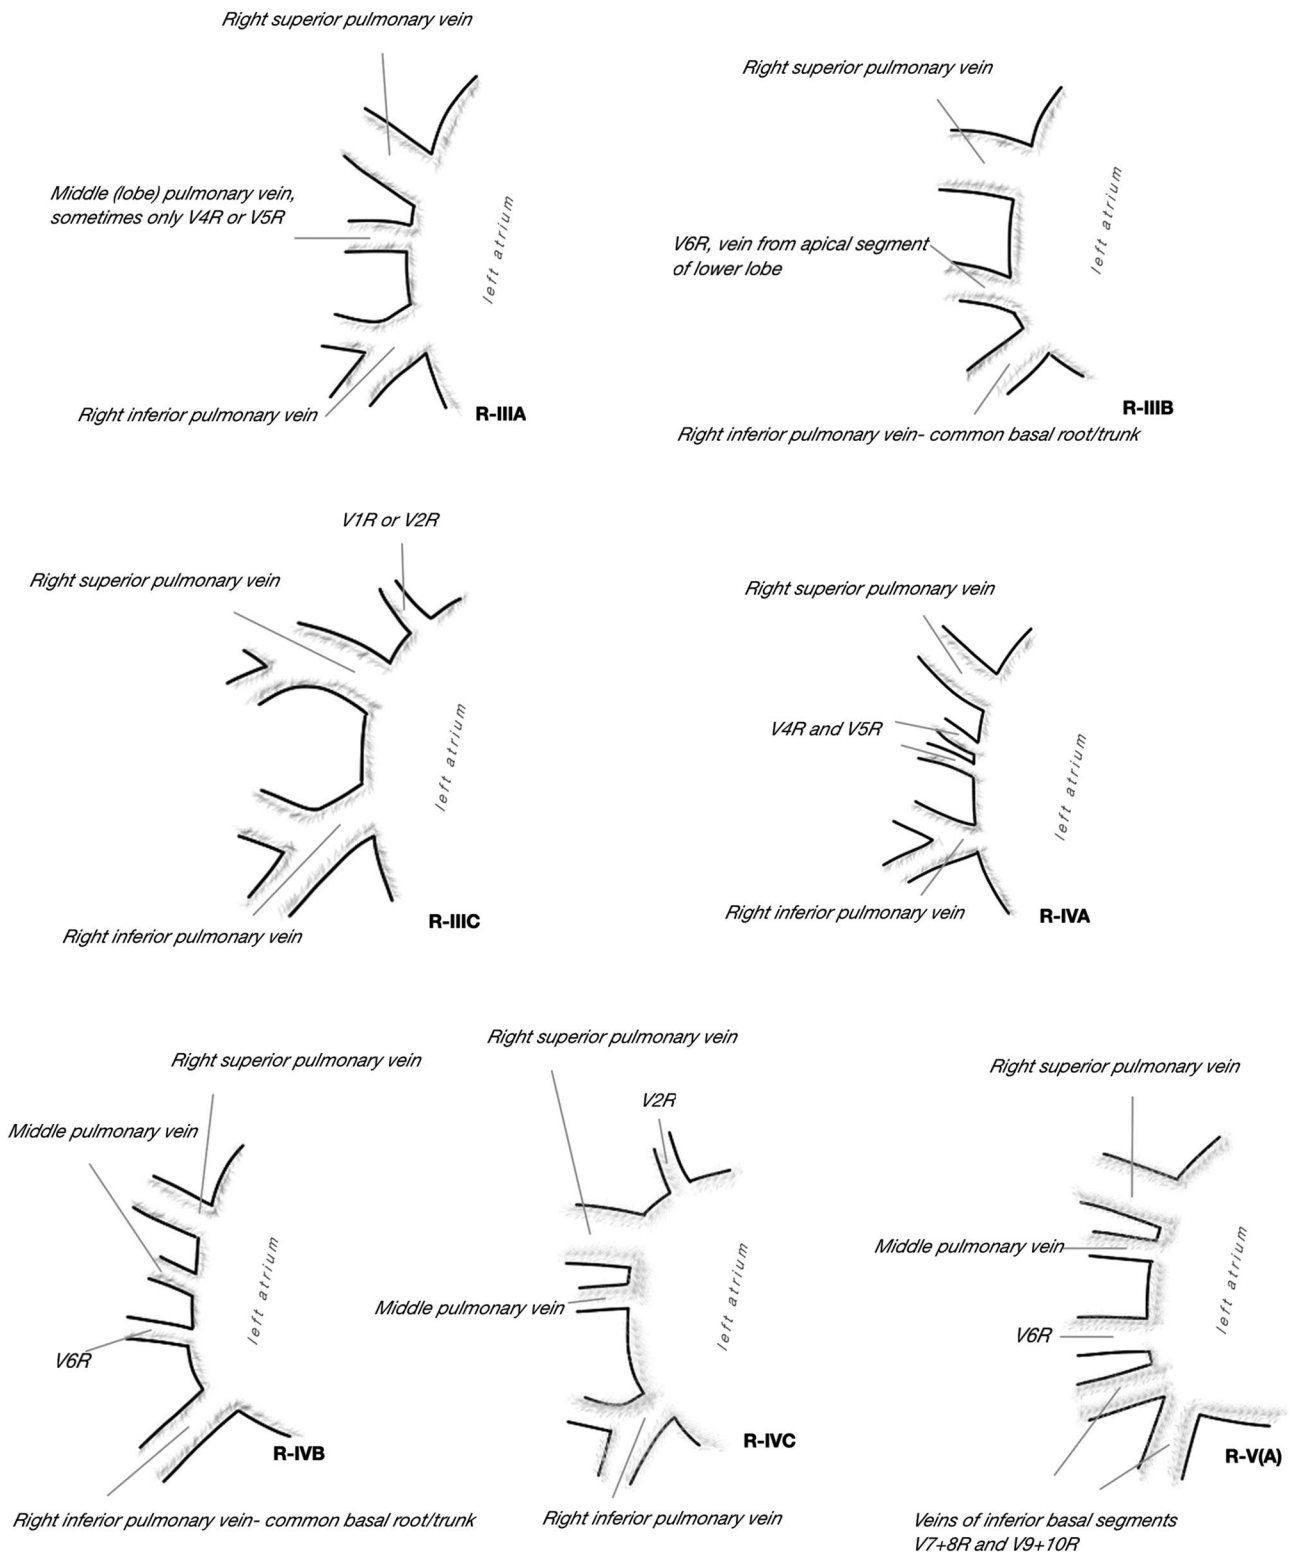 Right superior pulmonary vein
Middle (lobe) pulmonary vein,
sometimes only V4R or V5R
left atrium
Right inferior pulmonary vein
R-IIIA
Right superior pulmonary vein
V6R, vein from apical segment
of lower lobe
left atrium
R-IIIB
Right inferior pulmonary vein- common basal root/trunk
V1R or V2R
Right superior pulmonary vein
left atrium
R-IIIC
Right inferior pulmonary vein
Right superior pulmonary vein
V4R and V5R
left atrium
Right inferior pulmonary vein
R-IVA
Right superior pulmonary vein
Middle pulmonary vein
left atrium
V6R
R-IVB
Right inferior pulmonary vein- common basal root/trunk
Right superior pulmonary vein
V2R
Middle pulmonary vein
left atrium
R-IVC
Right inferior pulmonary vein
Right superior pulmonary vein
Middle pulmonary vein
left atrium
V6R
R-V(A)
Veins of inferior basal segments
V7+8R and V9+10R